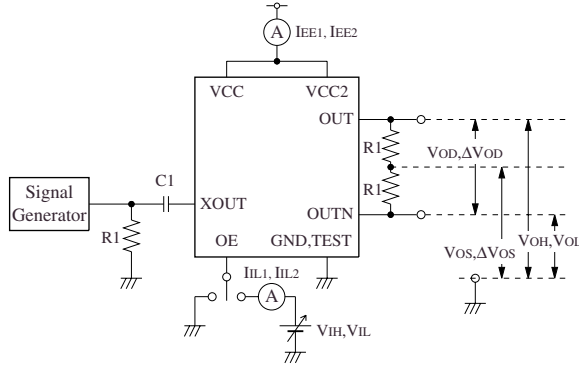 A
IEE1, IEE2
VCC
VCC2
OUT
R1
VOD,ΔVOD
C1
Signal
Generator
XOUT
R1
R1
OUTN
OE
GND,TEST
VOS,ΔVOS
VOH,VOL
IIL1, IIL2
A
VIH,VIL